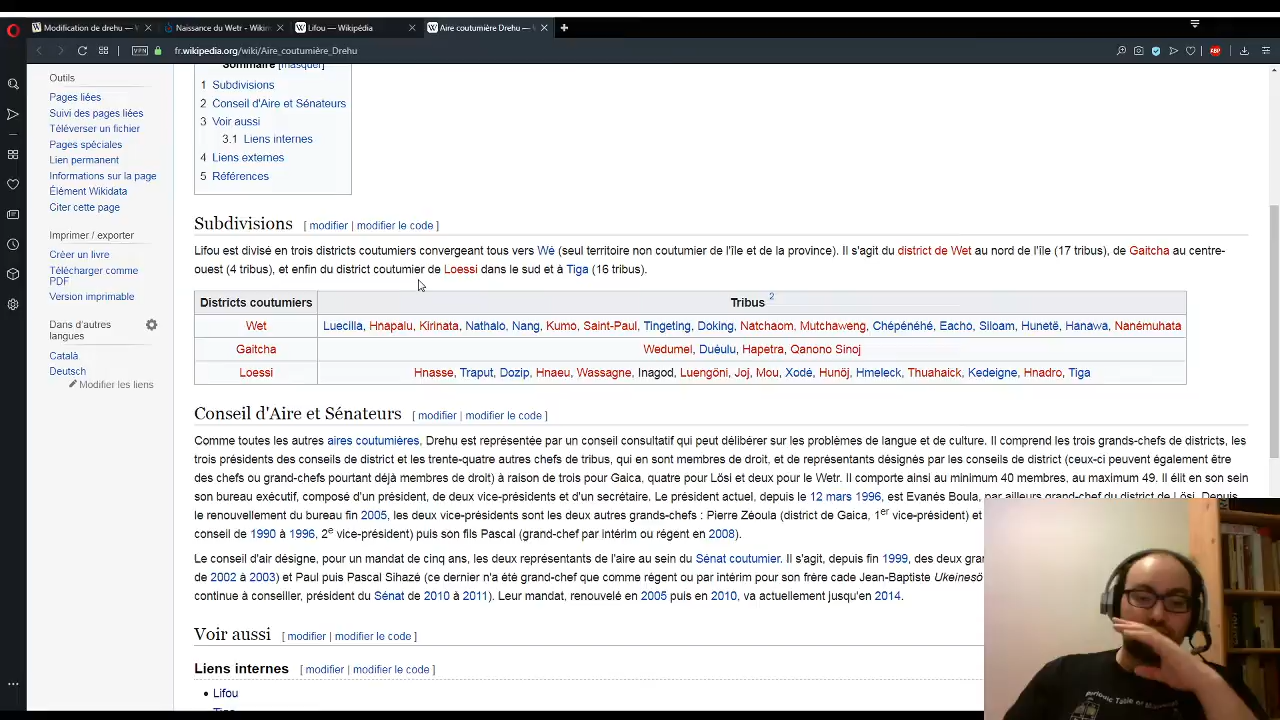 Modification de drehu —
Naissance du Wetr - Wikim
Lifou — Wikipédia
Aire coutumière Drehu —
VPN
fr.wikipedia.org/wiki/Aire_coutumière_Drehu
ABP
Outils
Pages liées
Suivi des pages liées
Téléverser un fichier
Pages spéciales
Lien permanent
Informations sur la page
Élément Wikidata
Citer cette page
Imprimer / exporter
Créer un livre
Télécharger comme
PDF
Version imprimable
Dans d'autres
langues
Català
Deutsch
Modifier les liens
Sommaire [masquer]
1 Subdivisions
2 Conseil d'Aire et Sénateurs
3 Voir aussi
3.1 Liens internes
4 Liens externes
5 Références
Subdivisions [ modifier | modifier le code ]
Lifou est divisé en trois districts coutumiers convergeant tous vers Wé (seul territoire non coutumier de l'île et de la province). Il s'agit du district de Wet au nord de l'île (17 tribus), de Gaitcha au centre-
ouest (4 tribus), et enfin du district coutumier de Loessi dans le sud et à Tiga (16 tribus).
Districts coutumiers Tribus 2
Wet Luecilla, Hnapalu, Kirinata, Nathalo, Nang, Kumo, Saint-Paul, Tingeting, Doking, Natchaom, Mutchaweng, Chépénéhé, Eacho, Siloam, Hunetë, Hanawa, Nanémuhata
Gaitcha Wedumel, Duéulu, Hapetra, Qanono Sinoj
Loessi Hnasse, Traput, Dozip, Hnaeu, Wassagne, Inagod, Luengöni, Joj, Mou, Xodé, Hunöj, Hmeleck, Thuahaick, Kedeigne, Hnadro, Tiga
Conseil d'Aire et Sénateurs [ modifier | modifier le code ]
Comme toutes les autres aires coutumières, Drehu est représentée par un conseil consultatif qui peut délibérer sur les problèmes de langue et de culture. Il comprend les trois grands-chefs de districts, les
trois présidents des conseils de district et les trente-quatre autres chefs de tribus, qui en sont membres de droit, et de représentants désignés par les conseils de district (ceux-ci peuvent également être
des chefs ou grands-chefs pourtant déjà membres de droit) à raison de trois pour Gaica, quatre pour Lösi et deux pour le Wetr. Il comporte ainsi au minimum 40 membres, au maximum 49. Il élit en son sein
son bureau exécutif, composé d'un président, de deux vice-présidents et d'un secrétaire. Le président actuel, depuis le 12 mars 1996, est Evanès Boula, par ailleurs grand-chef du district de Lösi. Depuis
le renouvellement du bureau fin 2005, les deux vice-présidents sont les deux autres grands-chefs : Pierre Zéoula (district de Gaica, 1er vice-président) et
conseil de 1990 à 1996, 2e vice-président) puis son fils Pascal (grand-chef par intérim ou régent en 2008).
Le conseil d'air désigne, pour un mandat de cinq ans, les deux représentants de l'aire au sein du Sénat coutumier. Il s'agit, depuis fin 1999, des deux gran
de 2002 à 2003) et Paul puis Pascal Sihazé (ce dernier n'a été grand-chef que comme régent ou par intérim pour son frère cade Jean-Baptiste Ukeineso
continue à conseiller, président du Sénat de 2010 à 2011). Leur mandat, renouvelé en 2005 puis en 2010, va actuellement jusqu'en 2014.
Voir aussi [ modifier | modifier le code ]
Liens internes [ modifier | modifier le code ]
• Lifou
Periodic Table